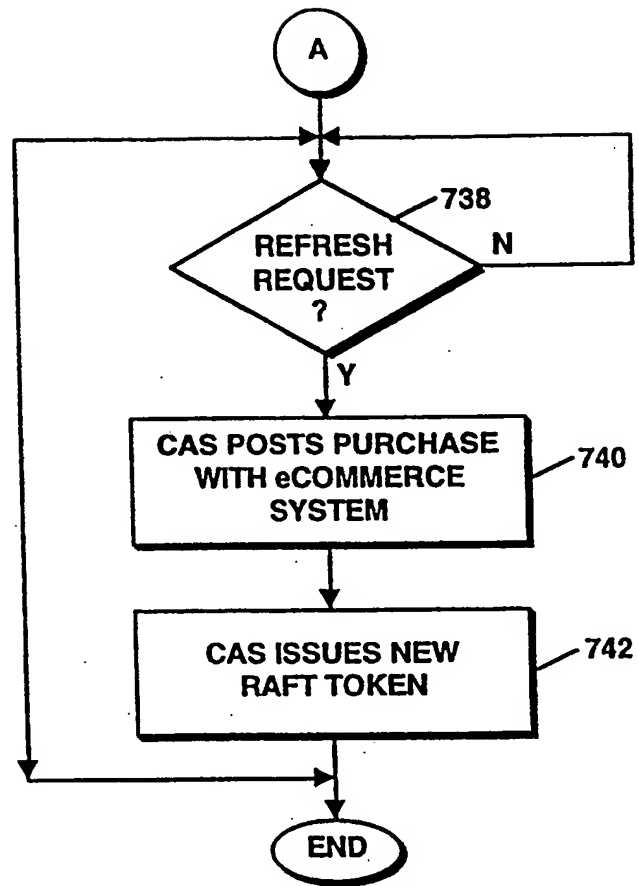 A
738
REFRESH
REQUEST
?
N
Y
CAS POSTS PURCHASE
WITH eCOMMERCE
SYSTEM
740
CAS ISSUES NEW
RAFT TOKEN
742
END